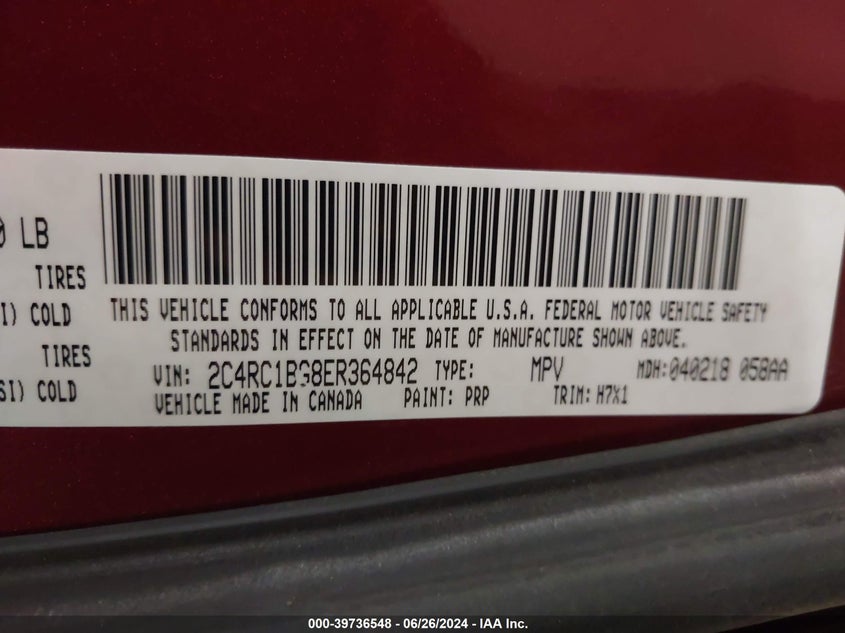 0 LB
TIRES
I) COLD
TIRES
SI) COLD
THIS VEHICLE CONFORMS TO ALL APPLICABLE U.S.A. FEDERAL MOTOR VEHICLE SAFETY
STANDARDS IN EFFECT ON THE DATE OF MANUFACTURE SHOWN ABOVE.
VIN: 2C4RC1BG8ER364842 TYPE: MPV MDH:040218 058AA
VEHICLE MADE IN CANADA PAINT: PRP TRIM: H7X1
000-39736548 - 06/26/2024 - IAA Inc.